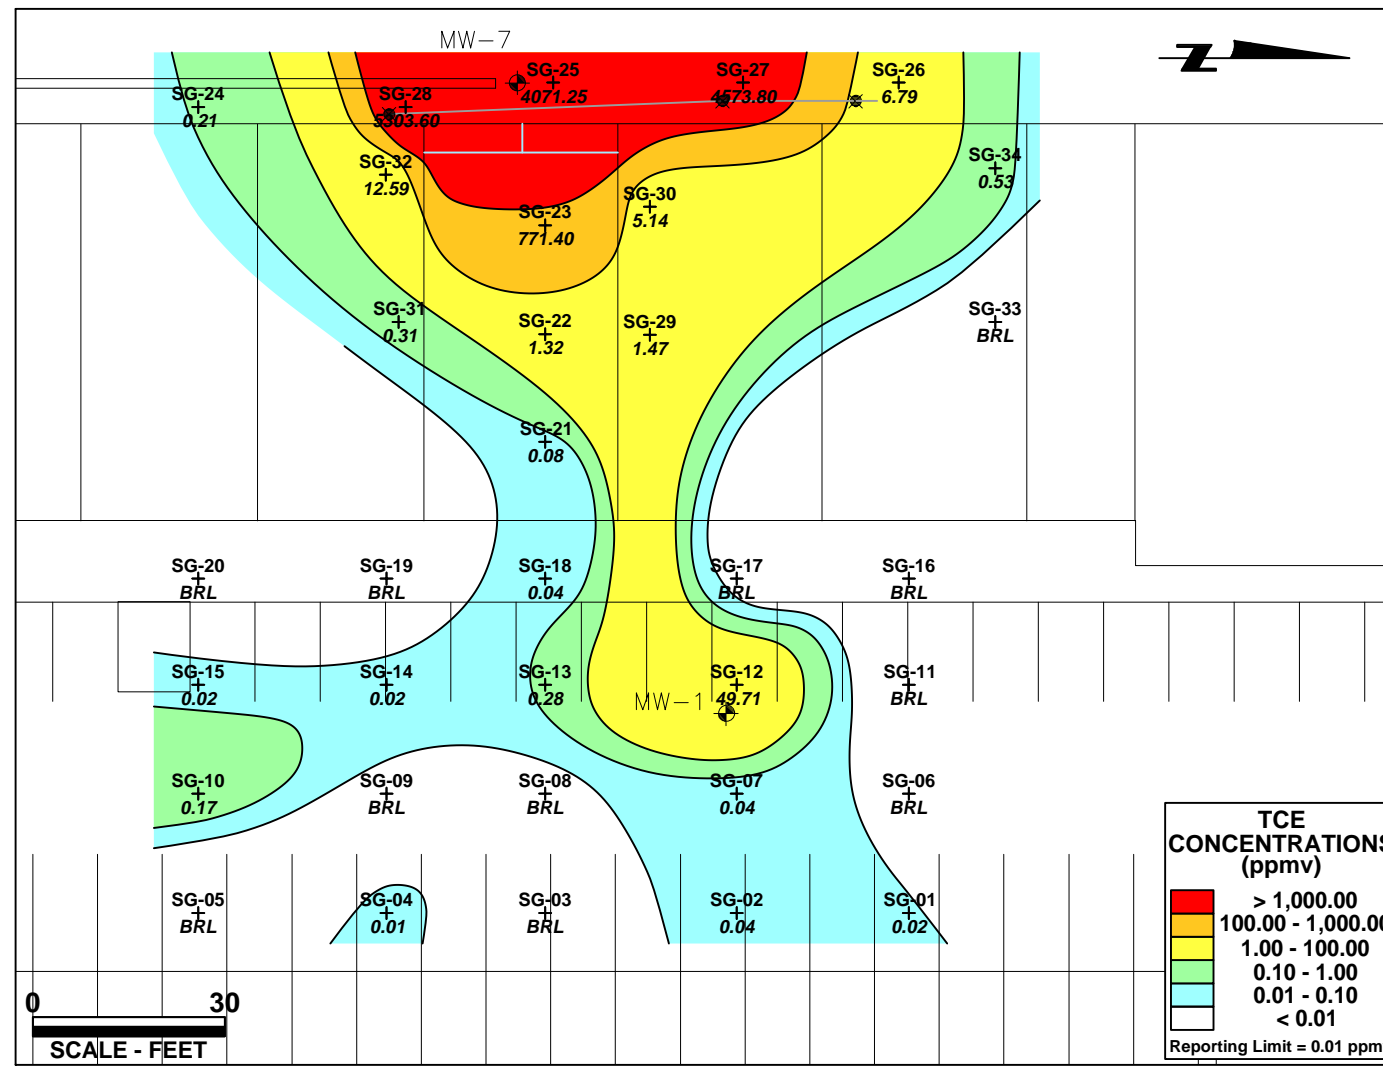 MW-7
Z
SG-25
4071.25
SG-27
4573.80
SG-26
6.79
SG-24
0.21
SG-28
5303.60
SG-32
12.59
SG-34
0.53
SG-23
771.40
SG-30
5.14
SG-31
0.31
SG-22
1.32
SG-29
1.47
SG-33
BRL
SG-21
0.08
SG-20
BRL
SG-19
BRL
SG-18
0.04
SG-17
BRL
SG-16
BRL
SG-15
0.02
SG-14
0.02
SG-13
0.28
SG-12
49.71
SG-11
BRL
MW-1
SG-10
0.17
SG-09
BRL
SG-08
BRL
SG-07
0.04
SG-06
BRL
SG-05
BRL
SG-04
0.01
SG-03
BRL
SG-02
0.04
SG-01
0.02
TCE
CONCENTRATIONS
(ppmv)
> 1,000.00
100.00 - 1,000.00
1.00 - 100.00
0.10 - 1.00
0.01 - 0.10
< 0.01
Reporting Limit = 0.01 ppm
0 30
SCALE - FEET